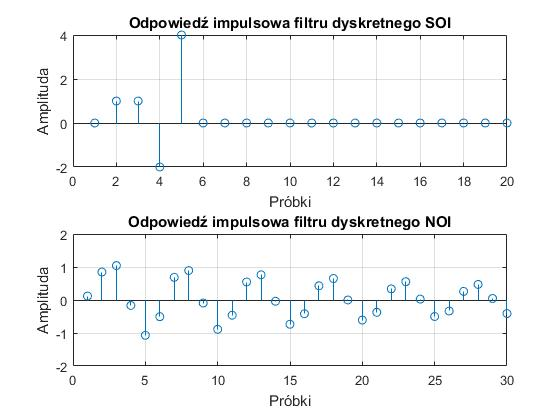 Odpowiedź impulsowa filtru dyskretnego SOI
4
2
0
-2
Amplituda
0 2 4 6 8 10 12 14 16 18 20
Próbki
Odpowiedź impulsowa filtru dyskretnego NOI
2
1
0
-1
-2
Amplituda
0 5 10 15 20 25 30
Próbki